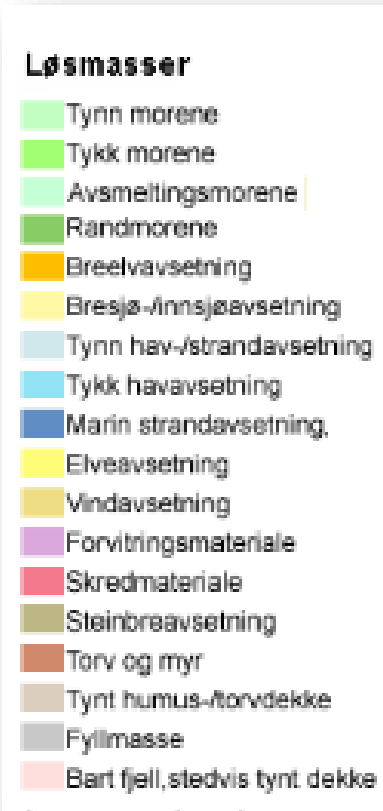 Løsmasser
Tynn morene
Tykk morene
Avsmeltingsmorene
Randmorene
Breelvavsetning
Bresjø-/innsjøavsetning
Tynn hav-/strandavsetning
Tykk havavsetning
Marin strandavsetning,
Elveavsetning
Vindavsetning
Forvitringsmateriale
Skredmateriale
Steinbreavsetning
Torv og myr
Tynt humus-/torvdekke
Fyllmasse
Bart fjell,stedvis tynt dekke